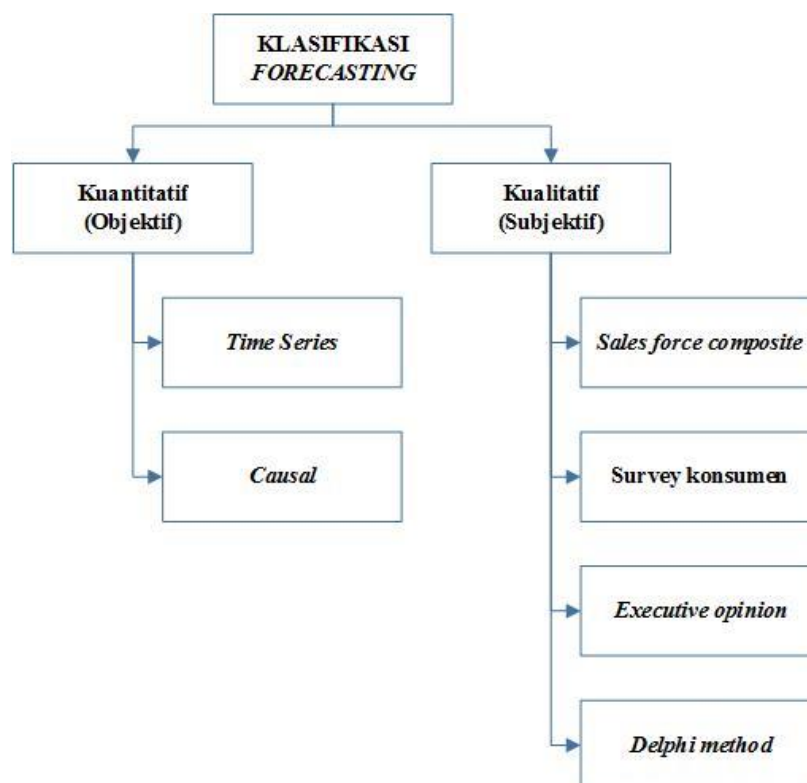 KLASIFIKASI
FORECASTING
Kuantitatif
(Objektif)
Kualitatif
(Subjektif)
Time Series
Causal
Sales force composite
Survey konsumen
Executive opinion
Delphi method